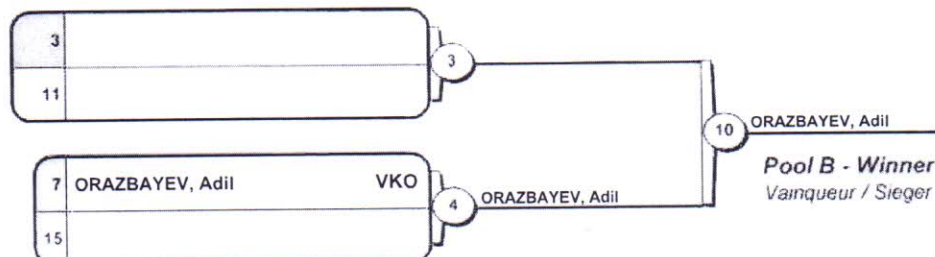 3
11
3
7 ORAZBAYEV, Adil VKO
15
4
ORAZBAYEV, Adil
10
ORAZBAYEV, Adil
Pool B - Winner
Vainqueur / Sieger